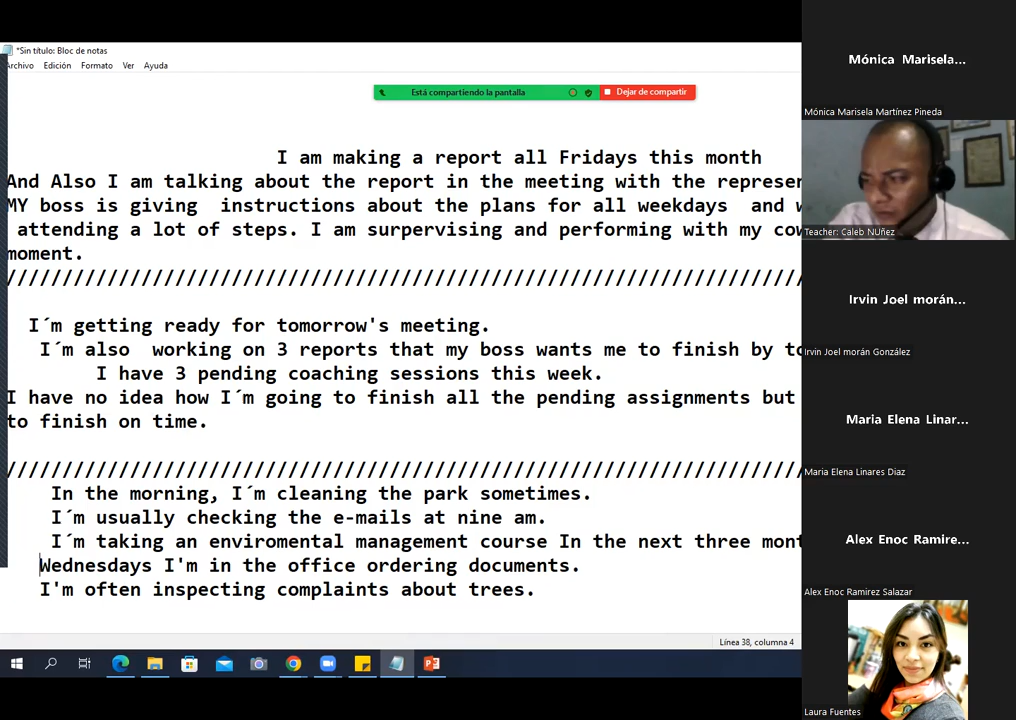 *Sin título: Bloc de notas
Archivo Edición Formato Ver Ayuda
Está compartiendo la pantalla
Dejar de compartir
I am making a report all Fridays this month
And Also I am talking about the report in the meeting with the
MY boss is giving instructions about the plans for all weekdays and
attending a lot of steps. I am surpervising and performing with my
moment.
////////////////////////////////////////////////////////////////////////
I´m getting ready for tomorrow's meeting.
I´m also working on 3 reports that my boss wants me to finish by
I have 3 pending coaching sessions this week.
I have no idea how I´m going to finish all the pending assignments but
to finish on time.
////////////////////////////////////////////////////////////////////////
In the morning, I´m cleaning the park sometimes.
I´m usually checking the e-mails at nine am.
I´m taking an enviromental management course In the next three
Wednesdays I'm in the office ordering documents.
I'm often inspecting complaints about trees.
Línea 38, columna 4
Mónica Marisela...
Mónica Marisela Martínez Pineda
Teacher: Caleb NUñez
Irvin Joel morán...
Irvin Joel morán González
Maria Elena Linar...
Maria Elena Linares Diaz
Alex Enoc Ramire...
Alex Enoc Ramirez Salazar
Laura Fuentes